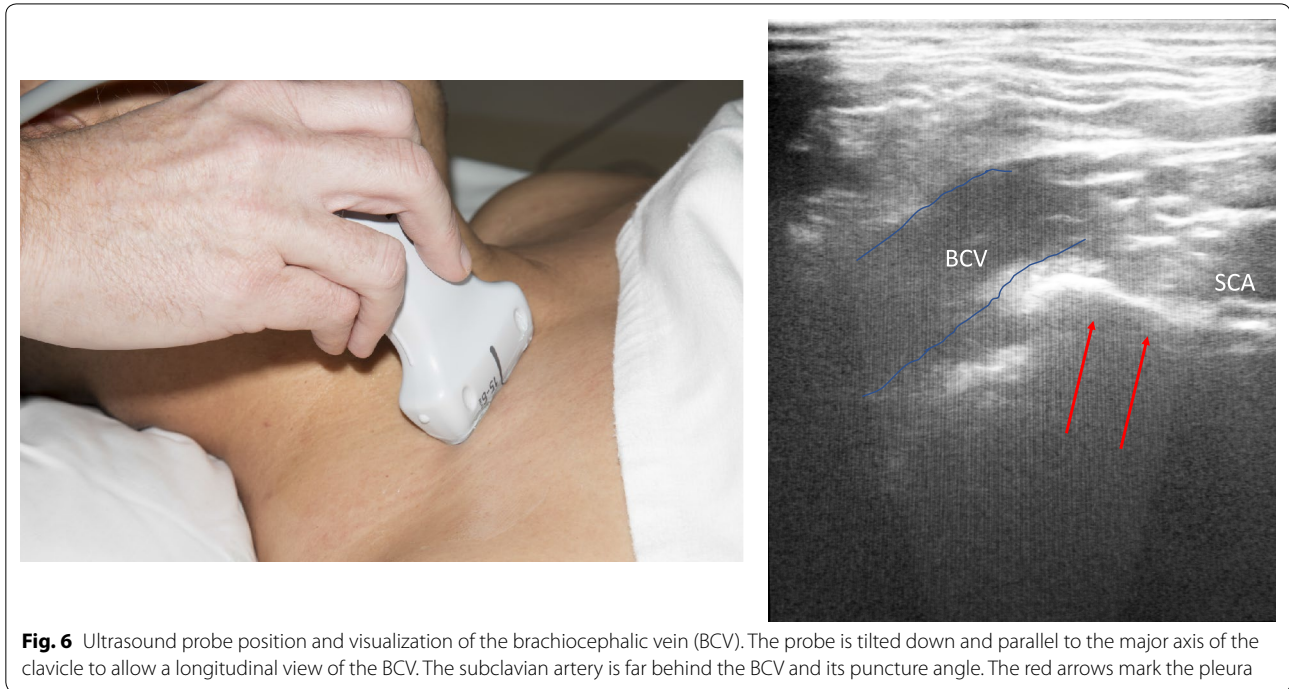 BCV
SCA
Fig. 6 Ultrasound probe position and visualization of the brachiocephalic vein (BCV). The probe is tilted down and parallel to the major axis of the
clavicle to allow a longitudinal view of the BCV. The subclavian artery is far behind the BCV and its puncture angle. The red arrows mark the pleura